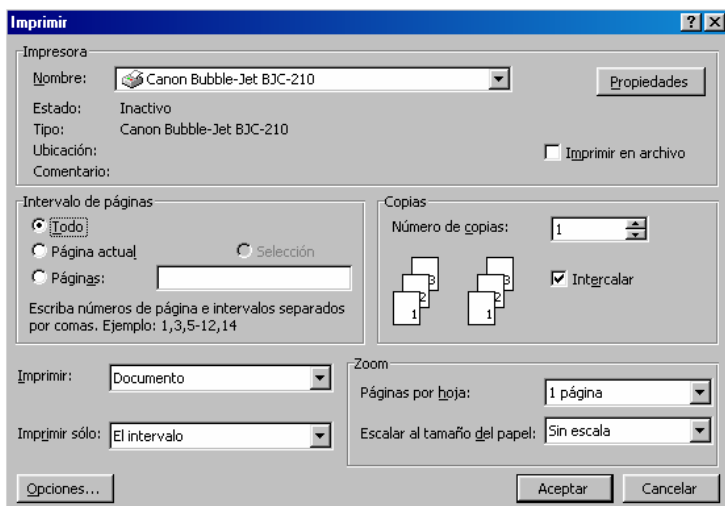 Imprimir
Impresora
Nombre: Canon Bubble-Jet BJC-210 Propiedades
Estado: Inactivo
Tipo: Canon Bubble-Jet BJC-210
Ubicación: Imprimir en archivo
Comentario:
Intervalo de páginas
Todo
Página actual Selección
Páginas:
Escriba números de página e intervalos separados
por comas. Ejemplo: 1,3,5-12,14
Copias
Número de copias: 1
3 3
2 2
1 1
Intercalar
Imprimir: Documento
Imprimir sólo: El intervalo
Zoom
Páginas por hoja: 1 página
Escalar al tamaño del papel: Sin escala
Opciones... Aceptar Cancelar